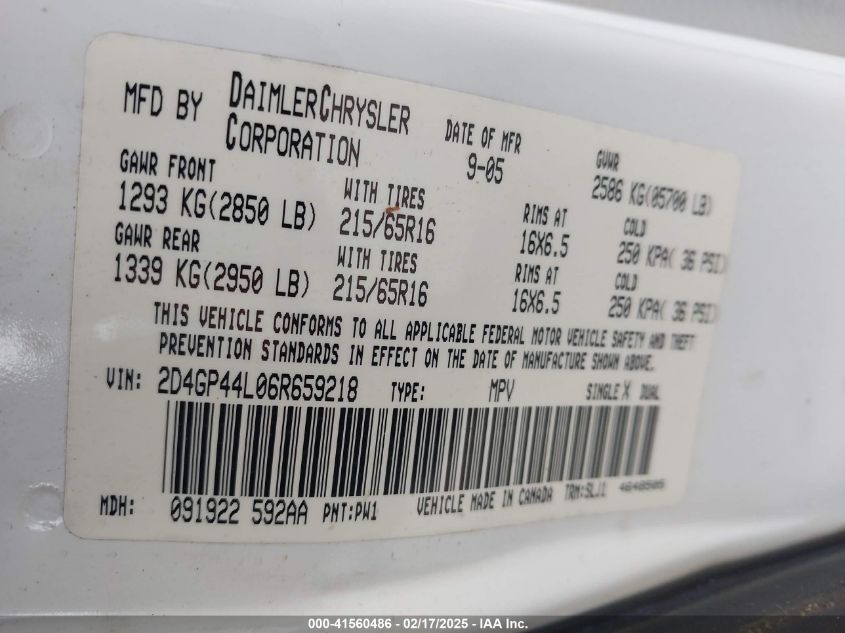 MFD BY DAIMLERCHRYSLER CORPORATION
DATE OF MFR 9-05
GVWR 2586 KG(05700 LB)
GAWR FRONT
1293 KG(2850 LB)
WITH TIRES
215/65R16
RIMS AT
16X6.5
COLD
250 KPA( 36 PSI)
GAWR REAR
1339 KG(2950 LB)
WITH TIRES
215/65R16
RIMS AT
16X6.5
COLD
250 KPA( 36 PSI)
THIS VEHICLE CONFORMS TO ALL APPLICABLE FEDERAL MOTOR VEHICLE SAFETY AND THEFT
PREVENTION STANDARDS IN EFFECT ON THE DATE OF MANUFACTURE SHOWN ABOVE.
VIN: 2D4GP44L06R659218 TYPE: MPV SINGLE X DUAL
MDH: 091922 592AA PNT:PW1 VEHICLE MADE IN CANADA TRM:SLJ1
000-41560486 - 02/17/2025 - IAA Inc.